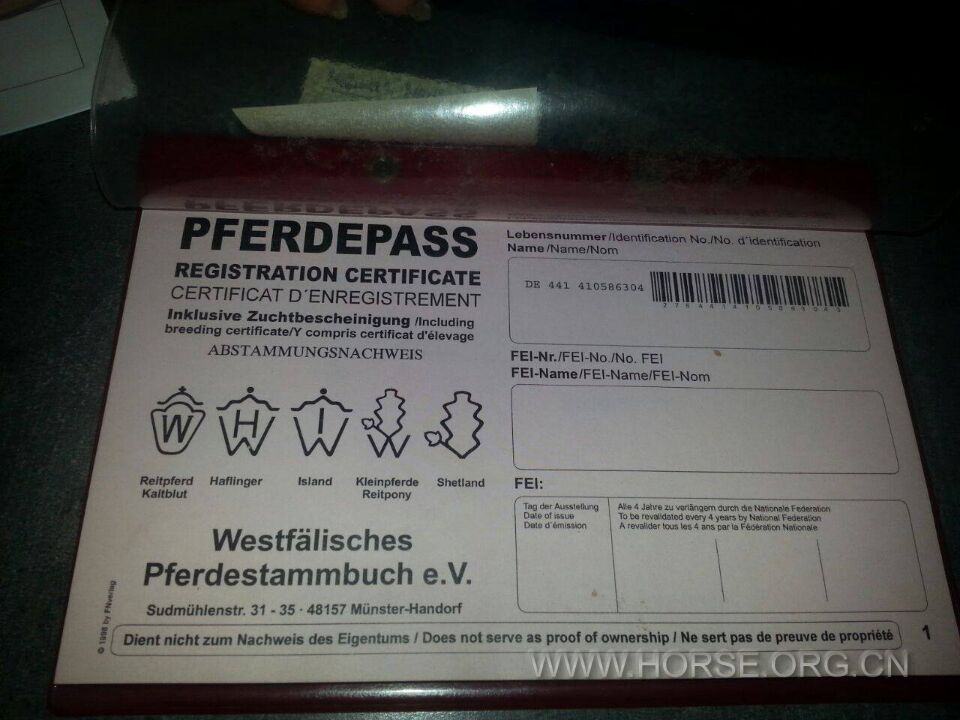 PFERDEPASS
REGISTRATION CERTIFICATE
CERTIFICAT D´ENREGISTREMENT
Inklusive Zuchtbescheinigung /Including
breeding certificate/Y compris certificat d'élevage
ABSTAMMUNGSNACHWEIS
W
H
I
W
Reitpferd
Kaltblut
Haflinger
Island
Kleinpferde
Reitpony
Shetland
Westfälisches
Pferdestammbuch e.V.
Sudmühlenstr. 31 - 35 · 48157 Münster-Handorf
© 1998 by FNverlag
Lebensnummer/Identification No./No. d´identification
Name/Name/Nom
DE 441 410586304
FEI-Nr./FEI-No./No. FEI
FEI-Name/FEI-Name/FEI-Nom
FEI:
Tag der Ausstellung
Date of issue
Date d´émission
Alle 4 Jahre zu verlängern durch die Nationale Federation
To be revalidated every 4 years by National Federation
A revalider tous les 4 ans par la Fédération Nationale
Dient nicht zum Nachweis des Eigentums / Does not serve as proof of ownership / Ne sert pas de preuve de propriété
1
WWW.HORSE.ORG.CN